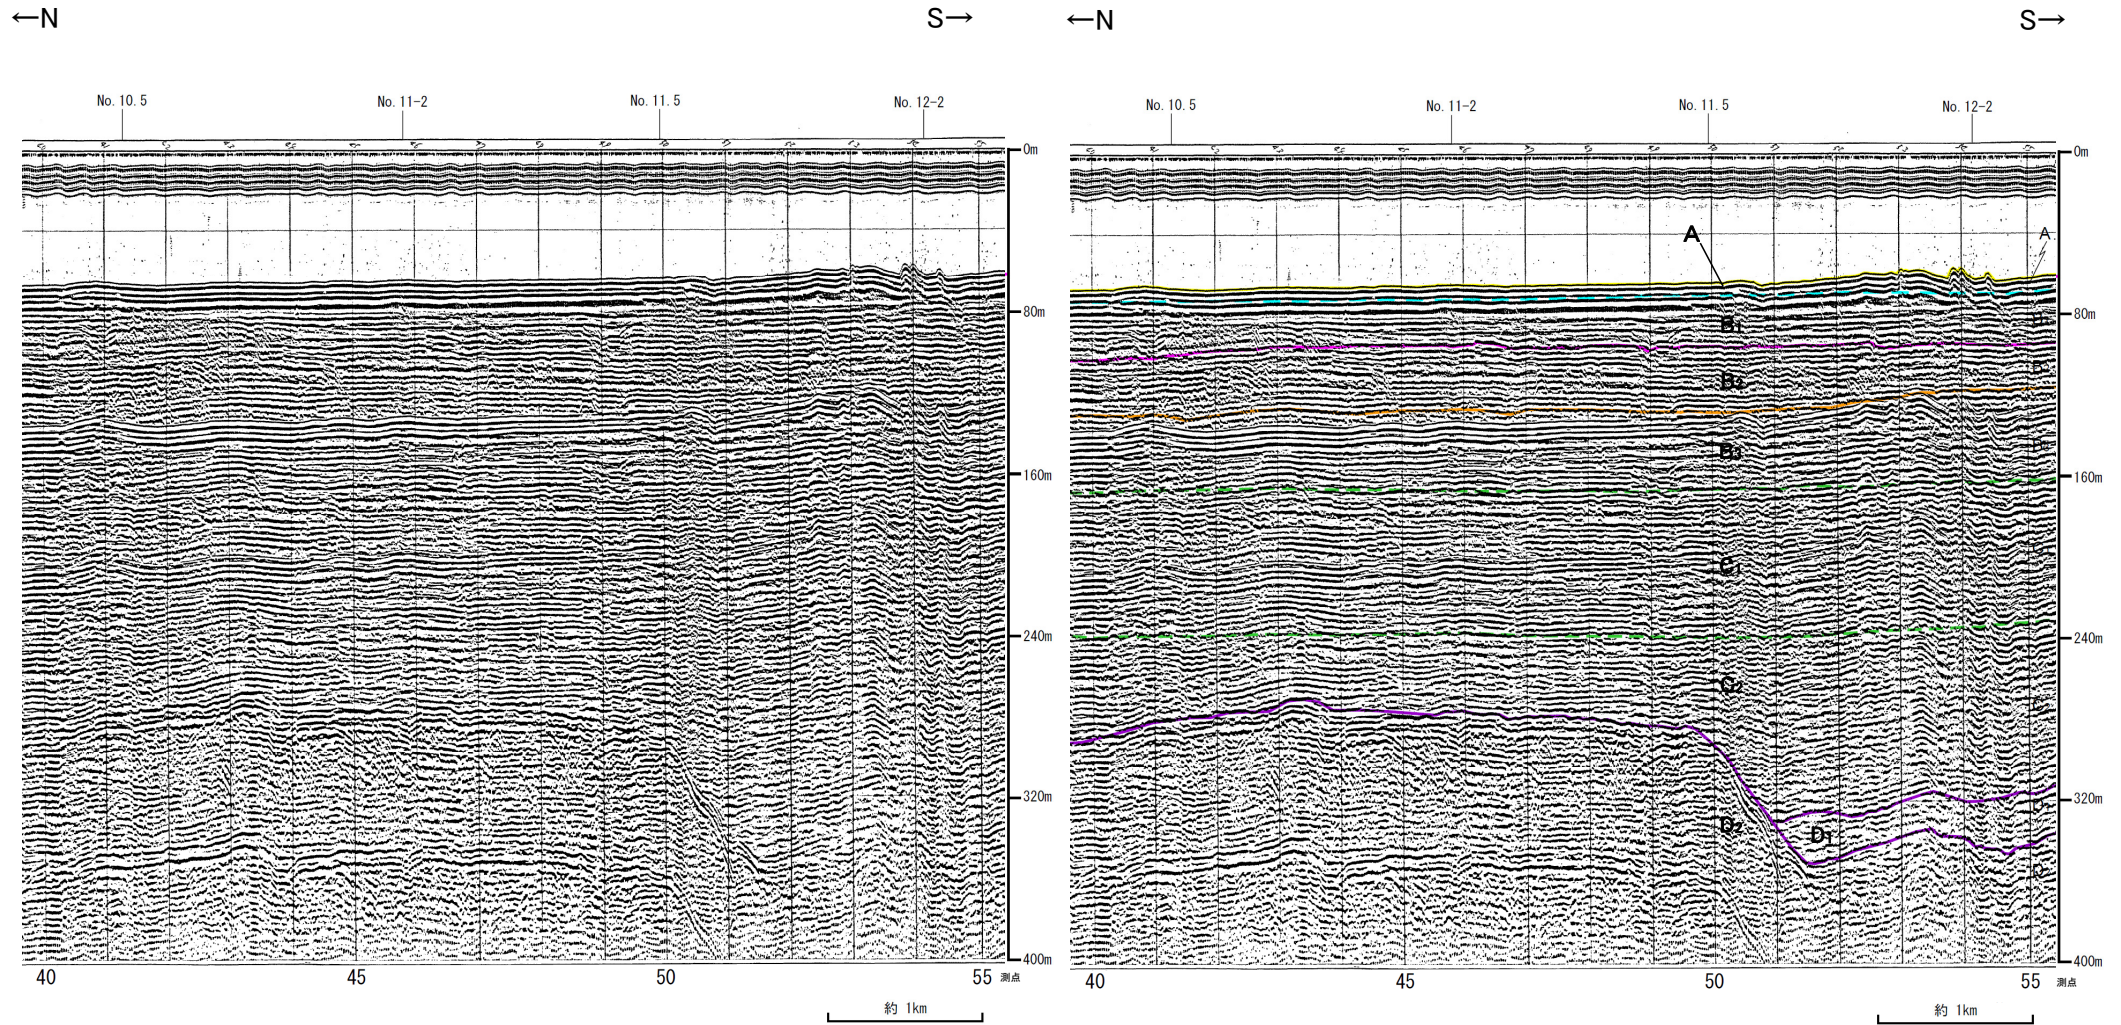 ←N
S→
No.10.5
No.11-2
No.11.5
No.12-2
0m
80m
160m
240m
320m
400m
40
45
50
55
測点
約 1km
←N
S→
No.10.5
No.11-2
No.11.5
No.12-2
0m
A
A
80m
B1
B2
B3
160m
C1
240m
C2
320m
D2
D1
400m
40
45
50
55
測点
約 1km